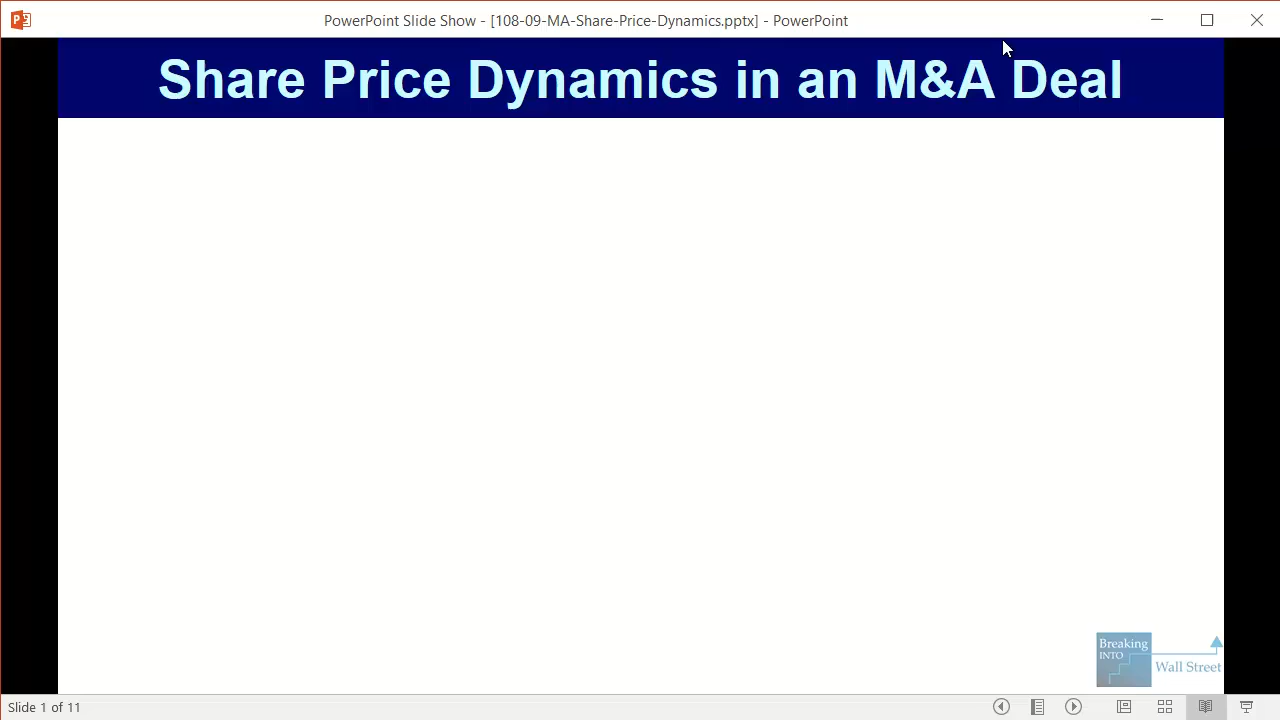 PowerPoint Slide Show - [108-09-MA-Share-Price-Dynamics.pptx] - PowerPoint
Share Price Dynamics in an M&A Deal
Breaking
INTO
Wall Street
Slide 1 of 11